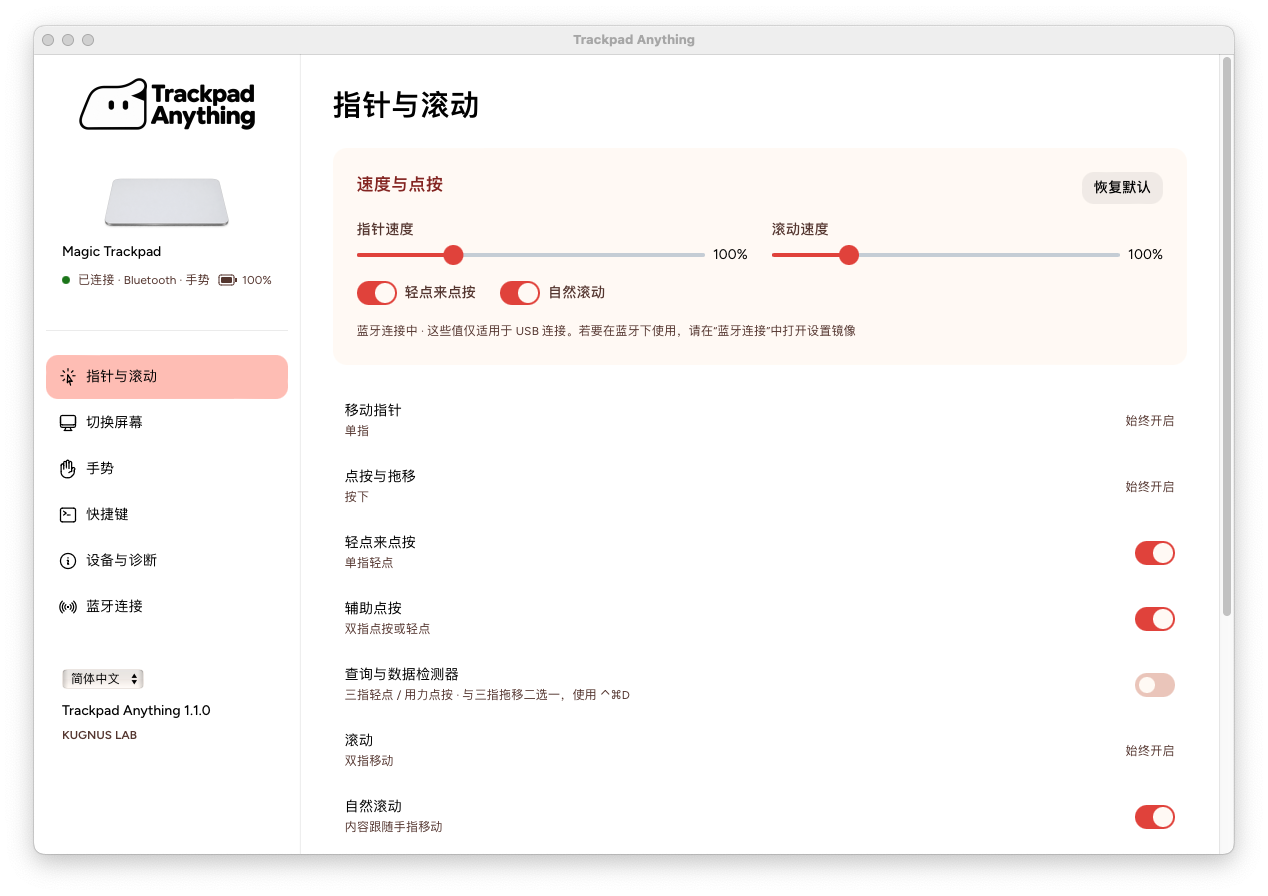 Trackpad Anything
Trackpad
Anything
Magic Trackpad
已连接 · Bluetooth · 手势 100%
指针与滚动
切换屏幕
手势
快捷键
设备与诊断
蓝牙连接
简体中文
Trackpad Anything 1.1.0
KUGNUS LAB
指针与滚动
速度与点按
恢复默认
指针速度
100%
滚动速度
100%
轻点来点按
自然滚动
蓝牙连接中 · 这些值仅适用于 USB 连接。若要在蓝牙下使用，请在“蓝牙连接”中打开设置镜像
移动指针
单指
始终开启
点按与拖移
按下
始终开启
轻点来点按
单指轻点
辅助点按
双指点按或轻点
查询与数据检测器
三指轻点 / 用力点按 · 与三指拖移二选一，使用 ^⌘D
滚动
双指移动
始终开启
自然滚动
内容跟随手指移动